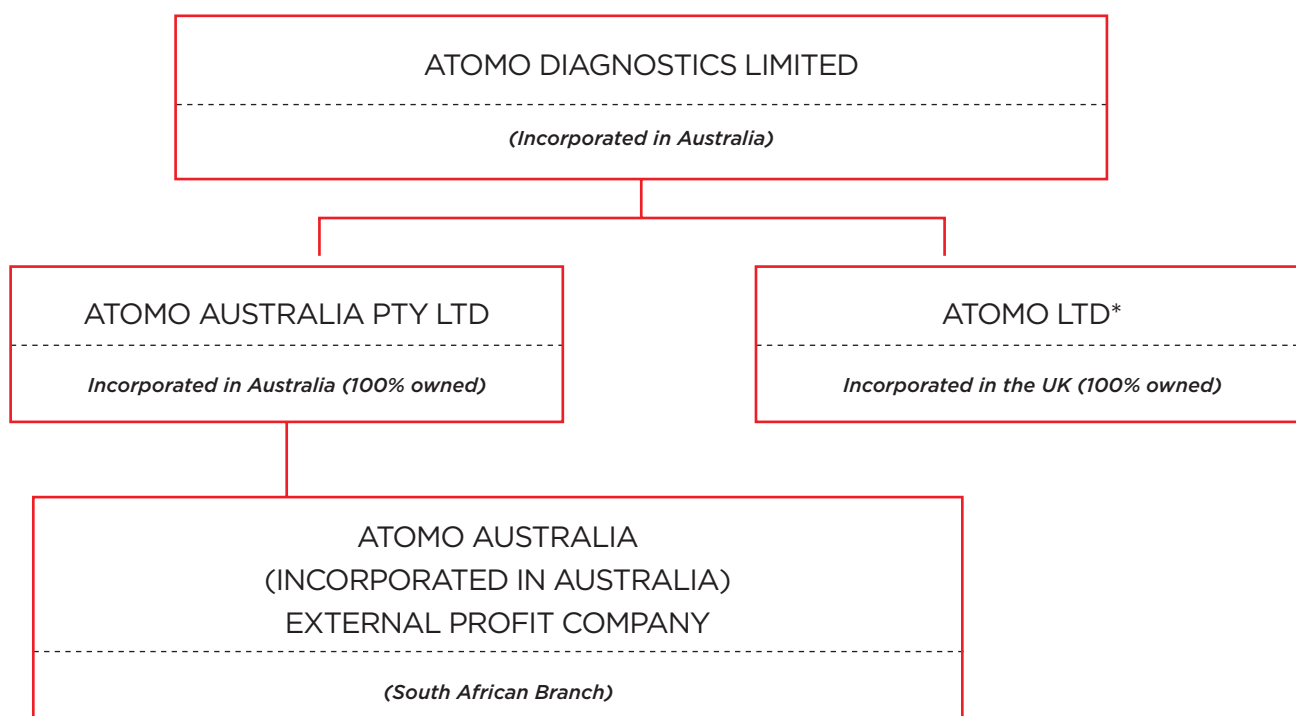 ATOMO DIAGNOSTICS LIMITED
(Incorporated in Australia)
ATOMO AUSTRALIA PTY LTD
Incorporated in Australia (100% owned)
ATOMO LTD*
Incorporated in the UK (100% owned)
ATOMO AUSTRALIA
(INCORPORATED IN AUSTRALIA)
EXTERNAL PROFIT COMPANY
(South African Branch)